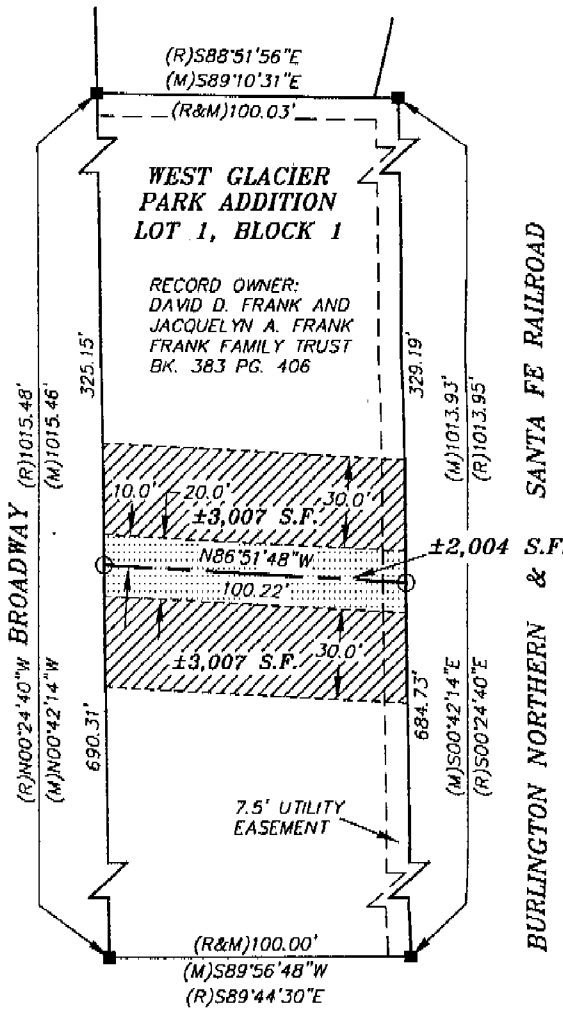 (R)S88°51'56"E
(M)S89°10'31"E
(R&M)100.03'
WEST GLACIER
PARK ADDITION
LOT 1, BLOCK 1
RECORD OWNER:
DAVID D. FRANK AND
JACQUELYN A. FRANK
FRANK FAMILY TRUST
BK. 383 PG. 406
325.15'
329.19'
(R)1015.48'
(M)1015.46'
(M)1013.93'
(R)1013.95'
10.0'
20.0'
30.0'
±3,007 S.F.
N86°51'48"W
100.22'
±2,004 S.F.
±3,007 S.F.
30.0'
690.31'
684.73'
BROADWAY
(R)N00°24'40"W
(M)N00°42'14"W
(M)S00°42'14"E
(R)S00°24'40"E
BURLINGTON NORTHERN & SANTA FE RAILROAD
7.5' UTILITY
EASEMENT
(R&M)100.00'
(M)S89°56'48"W
(R)S89°44'30"E